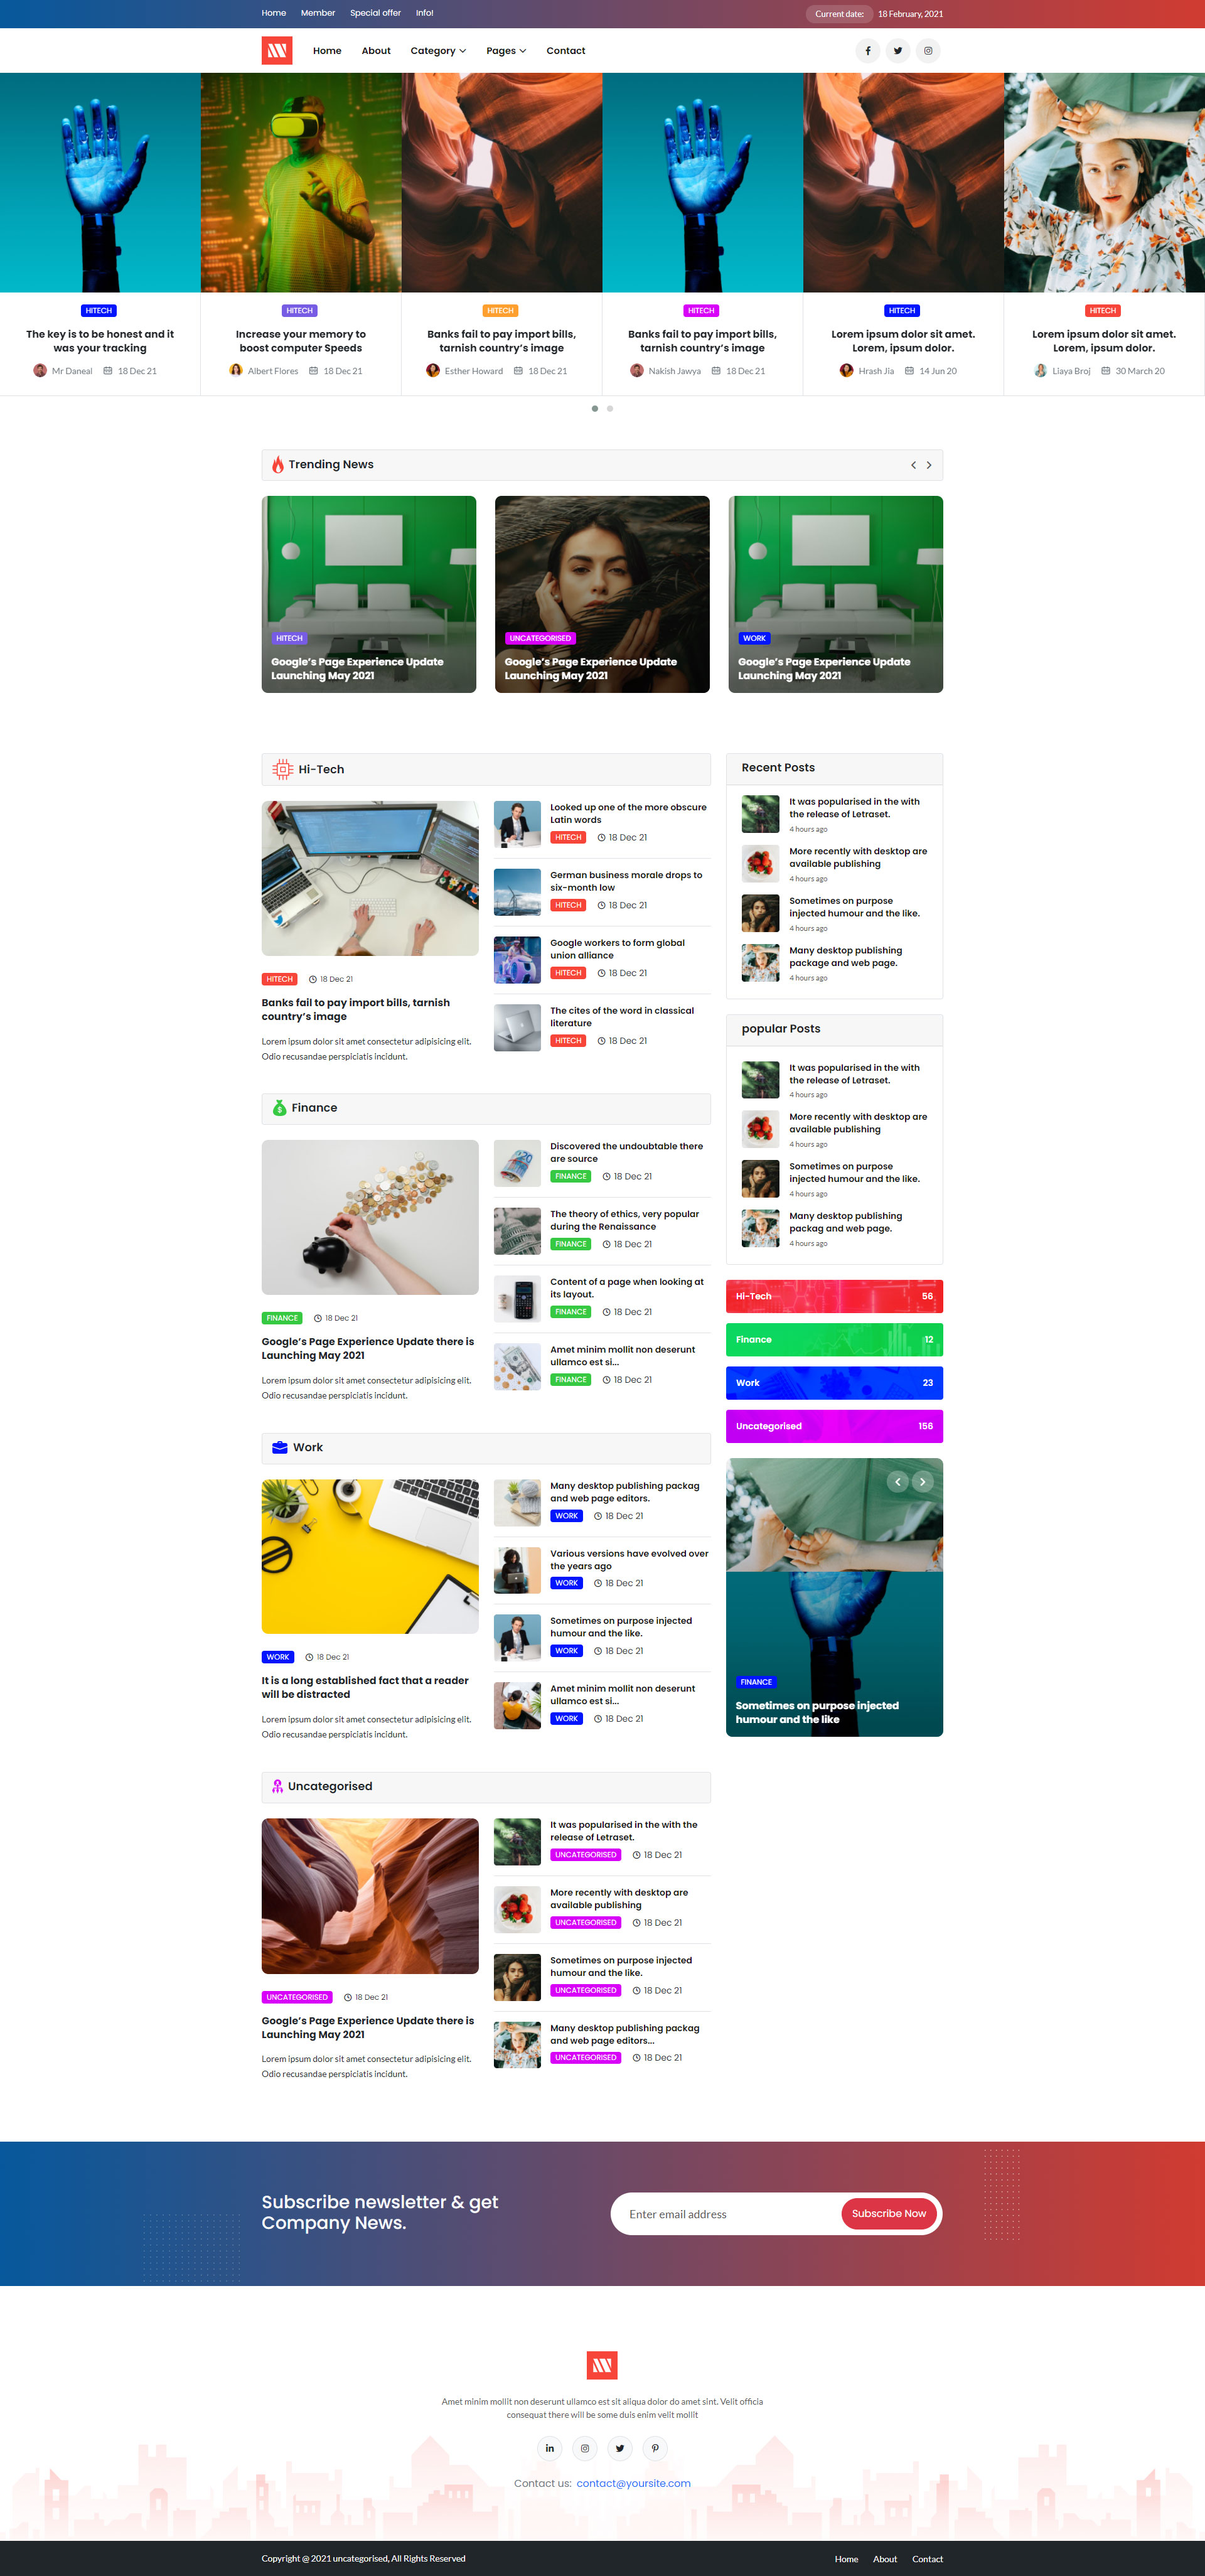 Home Member Special offer Info!
Current date: 18 February, 2021
Home About Category Pages Contact
HITECH
The key is to be honest and it
was your tracking
Mr Daneal 18 Dec 21
HITECH
Increase your memory to
boost computer Speeds
Albert Flores 18 Dec 21
HITECH
Banks fail to pay import bills,
tarnish country's image
Esther Howard 18 Dec 21
HITECH
Banks fail to pay import bills,
tarnish country's image
Nakish Jawya 18 Dec 21
HITECH
Lorem ipsum dolor sit amet.
Lorem, ipsum dolor.
Hrash Jia 14 Jun 20
HITECH
Lorem ipsum dolor sit amet.
Lorem, ipsum dolor.
Liaya Broj 30 March 20
Trending News
HITECH
Google's Page Experience Update
Launching May 2021
UNCATEGORISED
Google's Page Experience Update
Launching May 2021
WORK
Google's Page Experience Update
Launching May 2021
Hi-Tech
HITECH 18 Dec 21
Banks fail to pay import bills, tarnish
country's image
Lorem ipsum dolor sit amet consectetur adipisicing elit.
Odio recusandae perspiciatis incidunt.
Looked up one of the more obscure
Latin words
HITECH 18 Dec 21
German business morale drops to
six-month low
HITECH 18 Dec 21
Google workers to form global
union alliance
HITECH 18 Dec 21
The cites of the word in classical
literature
HITECH 18 Dec 21
Finance
FINANCE 18 Dec 21
Google's Page Experience Update there is
Launching May 2021
Lorem ipsum dolor sit amet consectetur adipisicing elit.
Odio recusandae perspiciatis incidunt.
Discovered the undoubtable there
are source
FINANCE 18 Dec 21
The theory of ethics, very popular
during the Renaissance
FINANCE 18 Dec 21
Content of a page when looking at
its layout.
FINANCE 18 Dec 21
Amet minim mollit non deserunt
ullamco est si...
FINANCE 18 Dec 21
Work
WORK 18 Dec 21
It is a long established fact that a reader
will be distracted
Lorem ipsum dolor sit amet consectetur adipisicing elit.
Odio recusandae perspiciatis incidunt.
Many desktop publishing packag
and web page editors.
WORK 18 Dec 21
Various versions have evolved over
the years ago
WORK 18 Dec 21
Sometimes on purpose injected
humour and the like.
WORK 18 Dec 21
Amet minim mollit non deserunt
ullamco est si...
WORK 18 Dec 21
Uncategorised
UNCATEGORISED 18 Dec 21
Google's Page Experience Update there is
Launching May 2021
Lorem ipsum dolor sit amet consectetur adipisicing elit.
Odio recusandae perspiciatis incidunt.
It was popularised in the with the
release of Letraset.
UNCATEGORISED 18 Dec 21
More recently with desktop are
available publishing
UNCATEGORISED 18 Dec 21
Sometimes on purpose injected
humour and the like.
UNCATEGORISED 18 Dec 21
Many desktop publishing packag
and web page editors...
UNCATEGORISED 18 Dec 21
Recent Posts
It was popularised in the with
the release of Letraset.
4 hours ago
More recently with desktop are
available publishing
4 hours ago
Sometimes on purpose
injected humour and the like.
4 hours ago
Many desktop publishing
package and web page.
4 hours ago
popular Posts
It was popularised in the with
the release of Letraset.
4 hours ago
More recently with desktop are
available publishing
4 hours ago
Sometimes on purpose
injected humour and the like.
4 hours ago
Many desktop publishing
packag and web page.
4 hours ago
Hi-Tech 56
Finance 12
Work 23
Uncategorised 156
FINANCE
Sometimes on purpose injected
humour and the like
Subscribe newsletter & get
Company News.
Enter email address Subscribe Now
Amet minim mollit non deserunt ullamco est sit aliqua dolor do amet sint. Velit officia
consequat there will be some duis enim velit mollit
Contact us: contact@yoursite.com
Copyright @ 2021 uncategorised, All Rights Reserved
Home About Contact